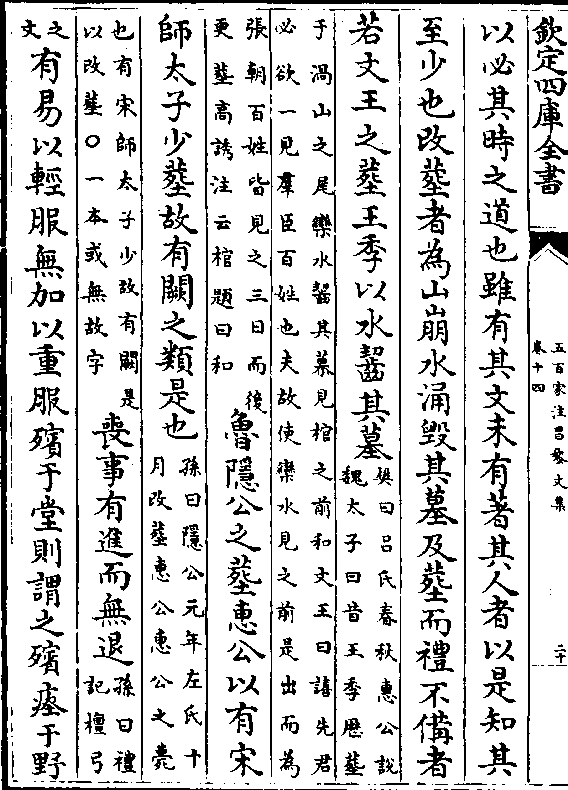 欽定四庫全書
五百家注昌黎文集
卷十四
二十
以必其時之道也雖有其文未有著其人者以是知其
至少也改葬者為山崩水涌毀其墓及葬而禮不備者
若文王之葬王季以水齧其墓
樊曰吕氏春秋惠公説
魏太子曰昔王季歴葬
于渦山之尾欒水齧其墓見棺之前和文王曰譆先君
必欲一見羣臣百姓也夫故使欒水見之前是出而為
張朝百姓皆見之三日而後
更葬高誘注云棺題曰和
魯隱公之葬惠公以有宋
師太子少葬故有闕之類是也
孫曰隱公元年左氏十
月改葬惠公惠公之薨
也有宋師太子少故有闕是
以改葬○一本或無故字
喪事有進而無退
孫曰禮
記檀弓
之
文
有易以輕服無加以重服殯于堂則謂之殯瘞于野